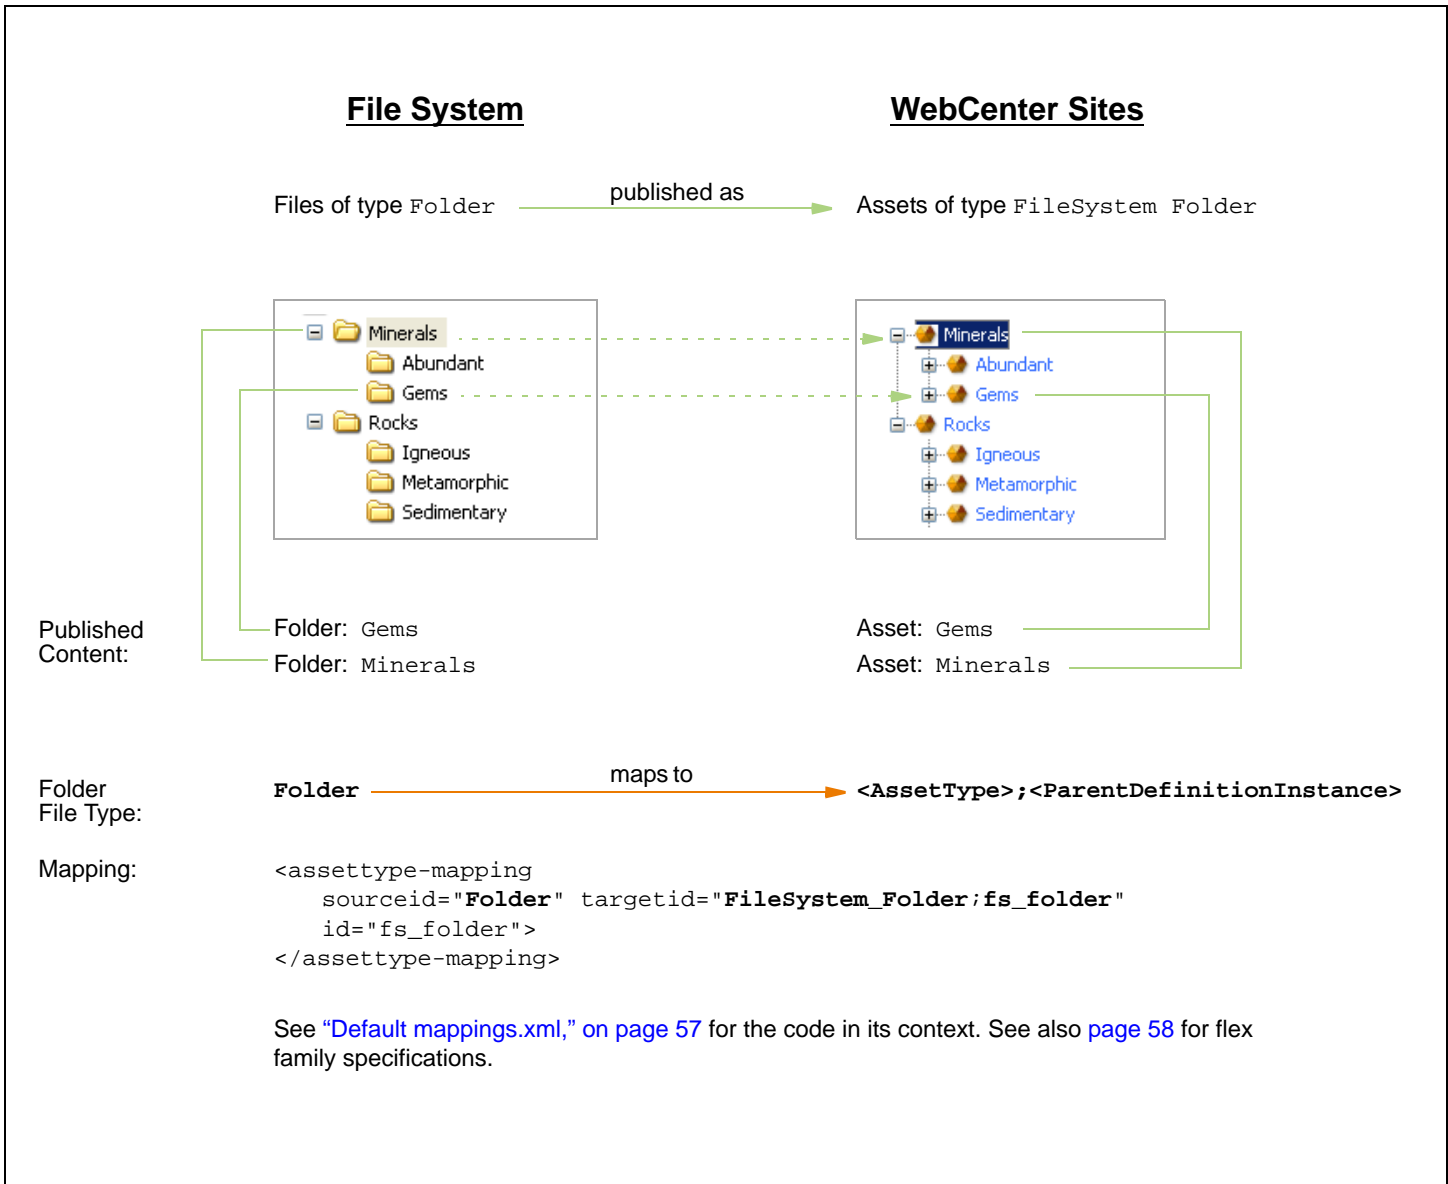 File System
WebCenter Sites
Files of type Folder
published as
Assets of type FileSystem Folder
Minerals
Abundant
Gems
Rocks
Igneous
Metamorphic
Sedimentary
Minerals
Abundant
Gems
Rocks
Igneous
Metamorphic
Sedimentary
Published
Content:
Folder: Gems
Folder: Minerals
Asset: Gems
Asset: Minerals
Folder
File Type:
Folder
maps to
<AssetType>;<ParentDefinitionInstance>
Mapping:
<assettype-mapping
sourceid="Folder" targetid="FileSystem_Folder;fs_folder"
id="fs_folder">
</assettype-mapping>
See “Default mappings.xml,” on page 57 for the code in its context. See also page 58 for flex
family specifications.